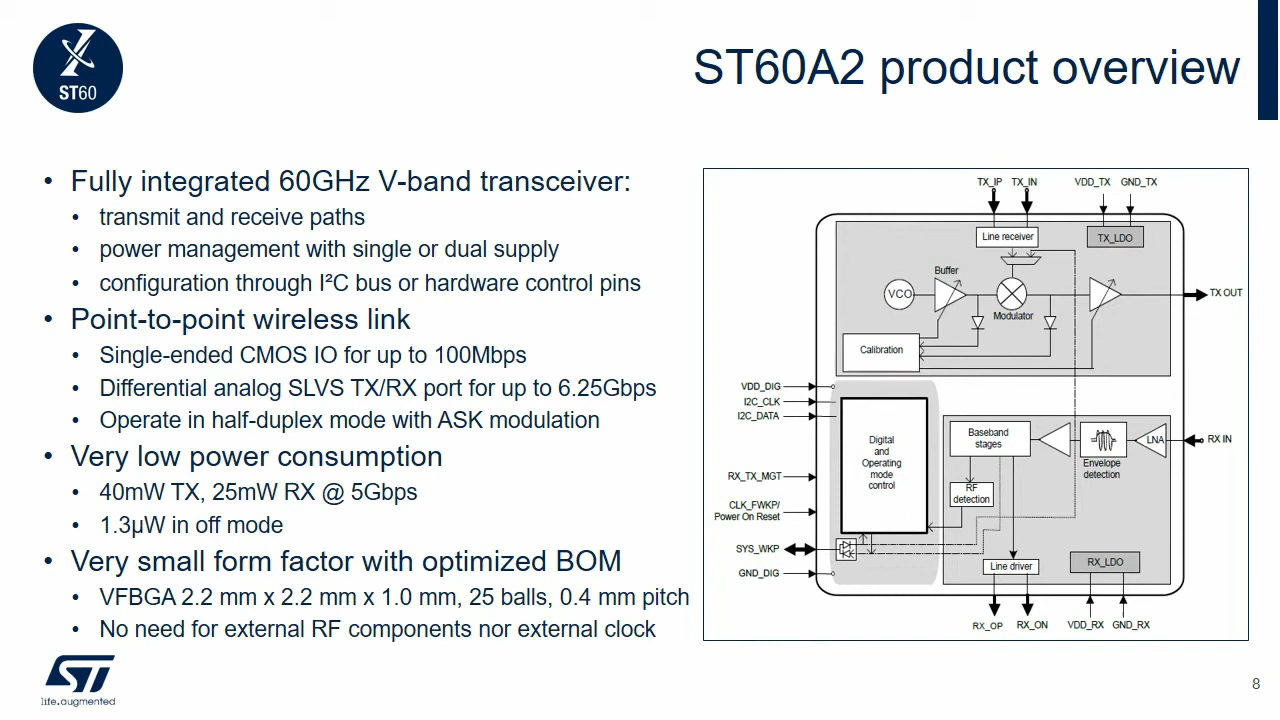 ST60
ST60A2 product overview
• Fully integrated 60GHz V-band transceiver:
• transmit and receive paths
• power management with single or dual supply
• configuration through I²C bus or hardware control pins
• Point-to-point wireless link
• Single-ended CMOS IO for up to 100Mbps
• Differential analog SLVS TX/RX port for up to 6.25Gbps
• Operate in half-duplex mode with ASK modulation
• Very low power consumption
• 40mW TX, 25mW RX @ 5Gbps
• 1.3µW in off mode
• Very small form factor with optimized BOM
• VFBGA 2.2 mm x 2.2 mm x 1.0 mm, 25 balls, 0.4 mm pitch
• No need for external RF components nor external clock
TX_IP TX_IN VDD_TX GND_TX
Line receiver
TX_LDO
Buffer
VCO
Modulator
TX OUT
Calibration
VDD_DIG
I2C_CLK
I2C_DATA
RX_TX_MGT
CLK_FWKP/
Power On Reset
SYS_WKP
GND_DIG
Digital
and
Operating
mode
control
Baseband
stages
Envelope
detection
LNA
RX IN
RF
detection
Line driver
RX_LDO
RX_OP RX_ON VDD_RX GND_RX
ST
life.augmented
8